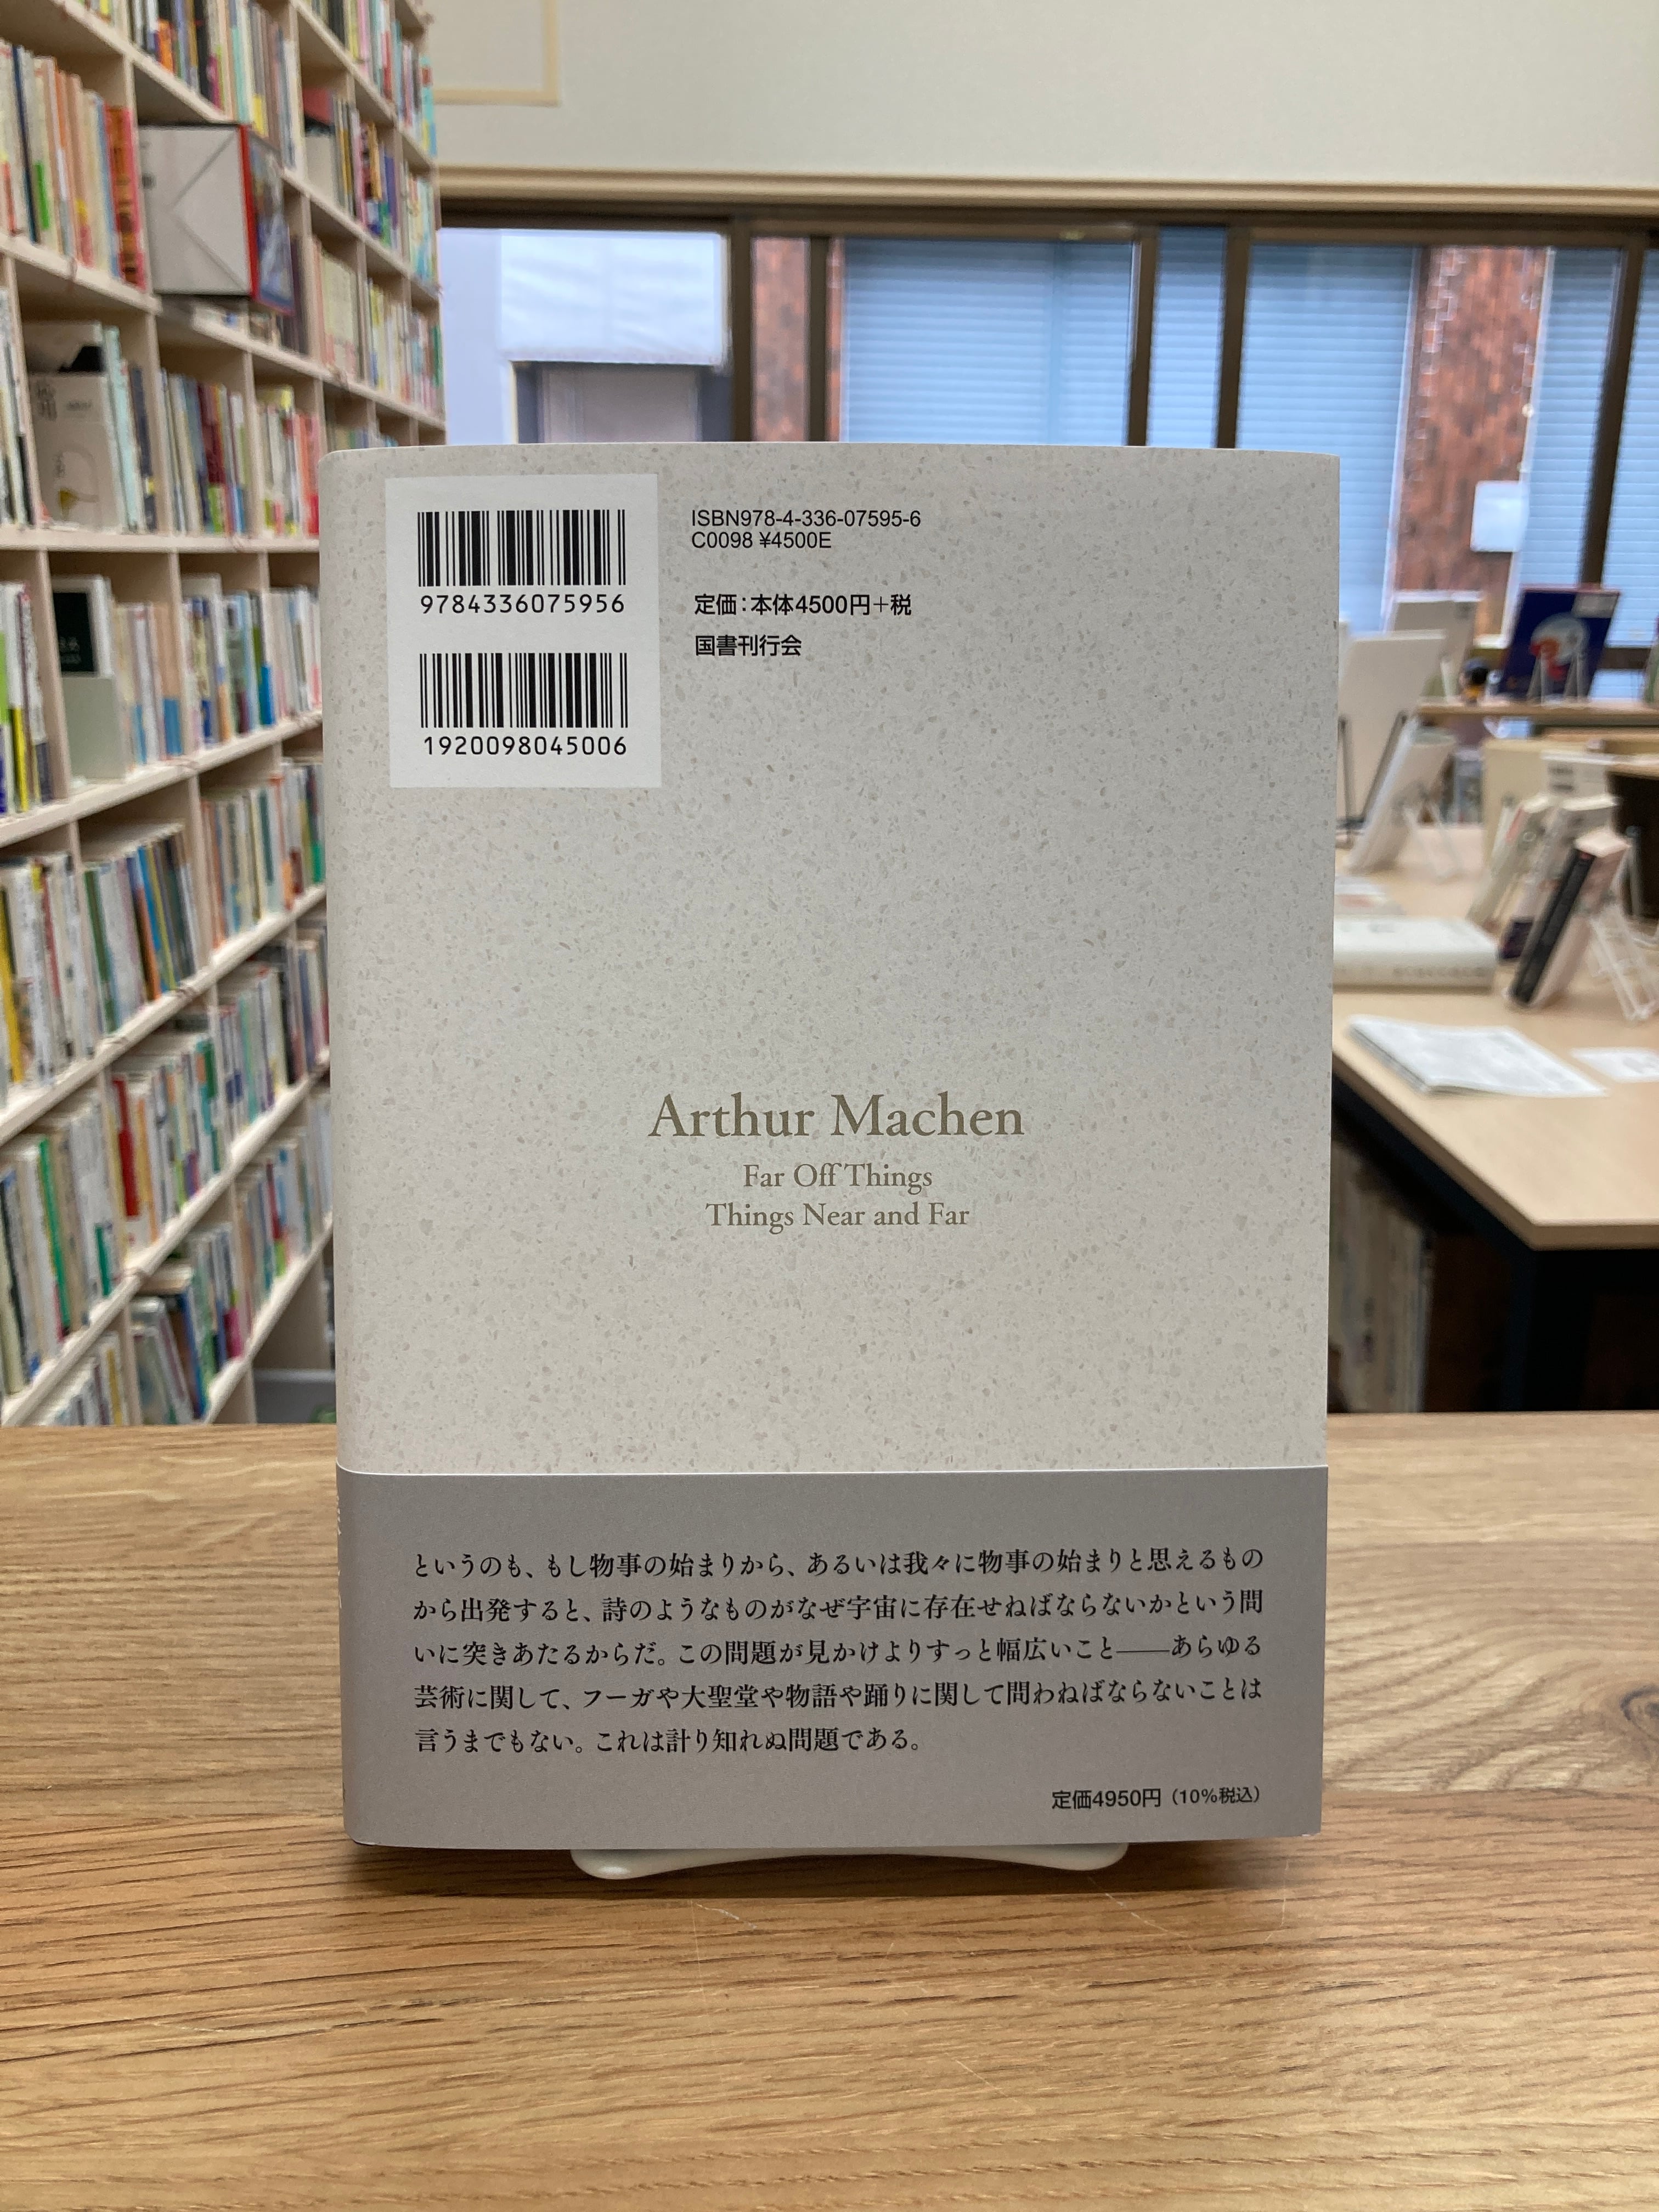 9784336075956
1920098045006
ISBN978-4-336-07595-6
C0098 ¥4500E
定価：本体4500円＋税
国書刊行会
Arthur Machen
Far Off Things
Things Near and Far
というのも、もし物事の始まりから、あるいは我々に物事の始まりと思えるもの
から出発すると、詩のようなものがなぜ宇宙に存在せねばならないかという問
いに突きあたるからだ。この問題が見かけよりすっと幅広いこと――あらゆる
芸術に関して、フーガや大聖堂や物語や踊りに関して問わねばならないことは
言うまでもない。これは計り知れぬ問題である。
定価4950円（10％税込）